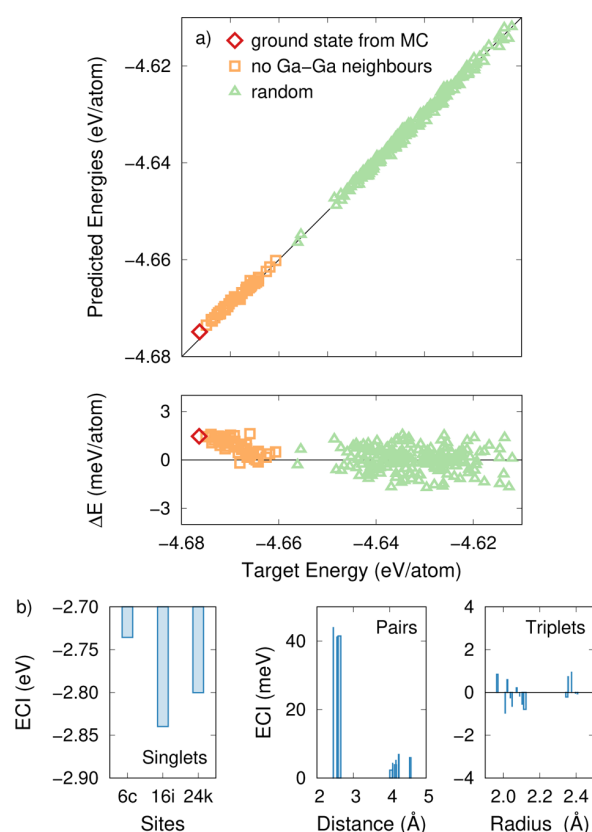 a)
ground state from MC
no Ga−Ga neighbours
random
Predicted Energies (eV/atom)
−4.62
−4.64
−4.66
−4.68
ΔE (meV/atom)
3
0
−3
−4.68 −4.66 −4.64 −4.62
Target Energy (eV/atom)
b)
ECI (eV)
−2.70
−2.75
−2.80
−2.85
−2.90
Singlets
6c 16i 24k
Sites
ECI (meV)
40
20
0
Pairs
2 3 4 5
Distance (Å)
4
2
0
−2
−4
Triplets
2.0 2.2 2.4
Radius (Å)